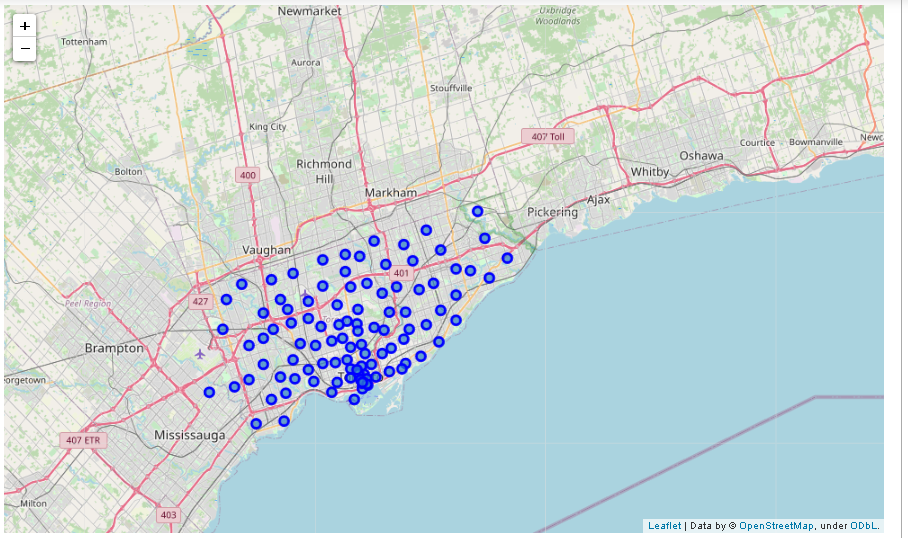 Newmarket
Uxbridge
Woodlands
+
−
Tottenham
Aurora
Stouffville
King City
407 Toll
Courtice
Bowmanville
Newc
Oshawa
Richmond
Hill
Bolton
400
Whitby
Markham
Ajax
Pickering
Vaughan
401
427
Peel Region
Brampton
eorgetown
Mississauga
407 ETR
Milton
403
Leaflet | Data by © OpenStreetMap, under ODbL.